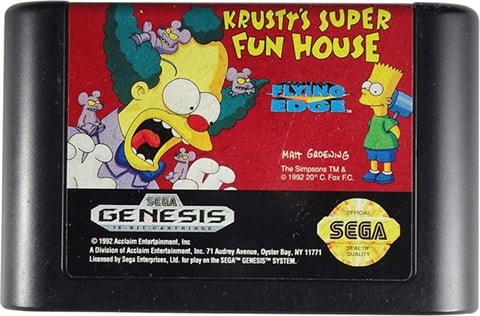 KRUSTY'S SUPER
FUN HOUSE
FLYING
EDGE
MATT GROENING
The Simpsons TM &
© 1992 20th C. Fox F.C.
SEGA
GENESIS
16-BIT CARTRIDGE
© 1992 Acclaim Entertainment, Inc
A Division of Acclaim Entertainment, Inc. 71 Audrey Avenue, Oyster Bay, NY 11771
Licensed by Sega Enterprises, Ltd. for play on the SEGA™ GENESIS™ SYSTEM.
OFFICIAL
SEGA
SEAL OF
QUALITY